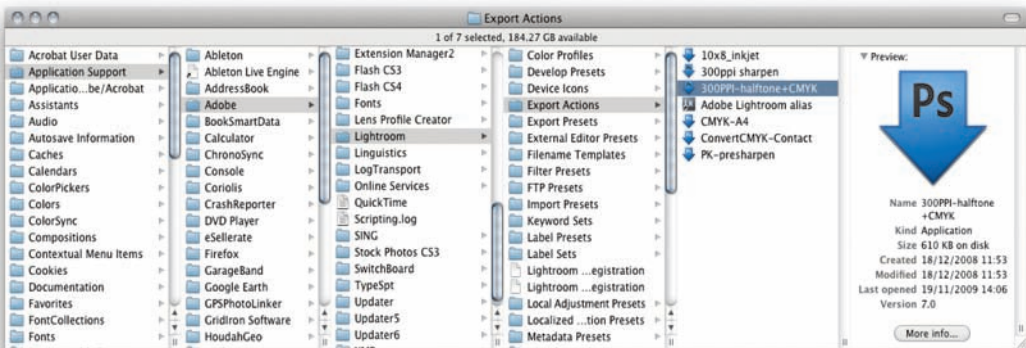 Export Actions
1 of 7 selected, 184.27 GB available
Acrobat User Data
Application Support
Applicatio...be/Acrobat
Assistants
Audio
Autosave Information
Caches
Calendars
ColorPickers
Colors
ColorSync
Compositions
Contextual Menu Items
Cookies
Documentation
Favorites
FontCollections
Fonts
Ableton
Ableton Live Engine
AddressBook
Adobe
BookSmartData
Calculator
ChronoSync
Console
Coriolis
CrashReporter
DVD Player
eSellerate
Firefox
GarageBand
Google Earth
GPSPhotoLinker
GridIron Software
HoudahGeo
Extension Manager2
Flash CS3
Flash CS4
Fonts
Lens Profile Creator
Lightroom
Linguistics
LogTransport
Online Services
QuickTime
Scripting.log
SING
Stock Photos CS3
SwitchBoard
TypeSpt
Updater
Updater5
Updater6
Color Profiles
Develop Presets
Device Icons
Export Actions
Export Presets
External Editor Presets
Filename Templates
Filter Presets
FTP Presets
Import Presets
Keyword Sets
Label Presets
Label Sets
Lightroom ...egistration
Lightroom ...egistration
Local Adjustment Presets
Localized ...tion Presets
Metadata Presets
10x8_inkjet
300ppi sharpen
300PPI-halftone+CMYK
Adobe Lightroom alias
CMYK-A4
ConvertCMYK-Contact
PK-presharpen
Preview:
Ps
Name 300PPI-halftone
+CMYK
Kind Application
Size 610 KB on disk
Created 18/12/2008 11:53
Modified 18/12/2008 11:53
Last opened 19/11/2009 14:06
Version 7.0
More info...